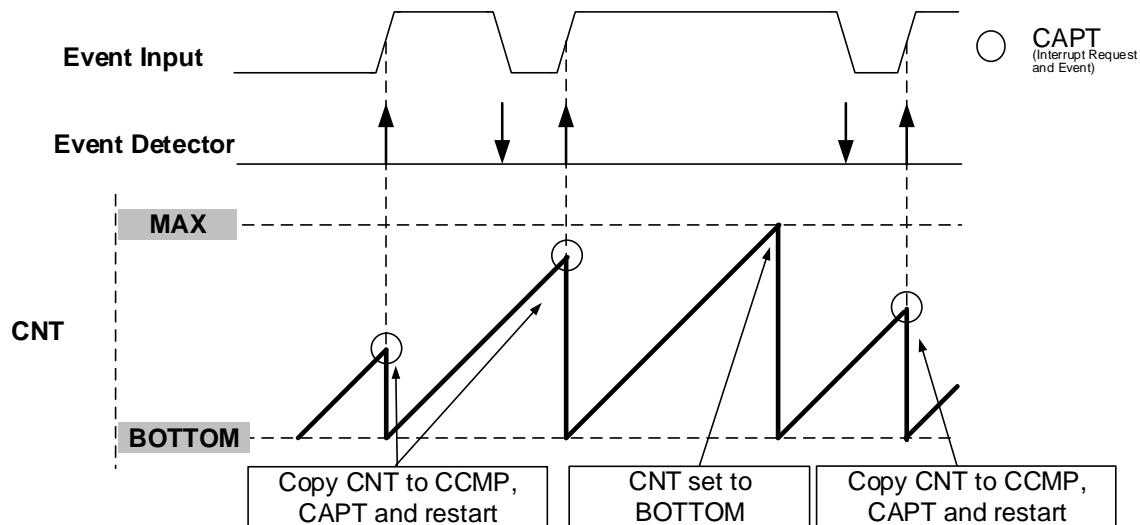 Event Input
CAPT
(Interrupt Request
and Event)
Event Detector
MAX
CNT
BOTTOM
Copy CNT to CCMP,
CAPT and restart
CNT set to
BOTTOM
Copy CNT to CCMP,
CAPT and restart